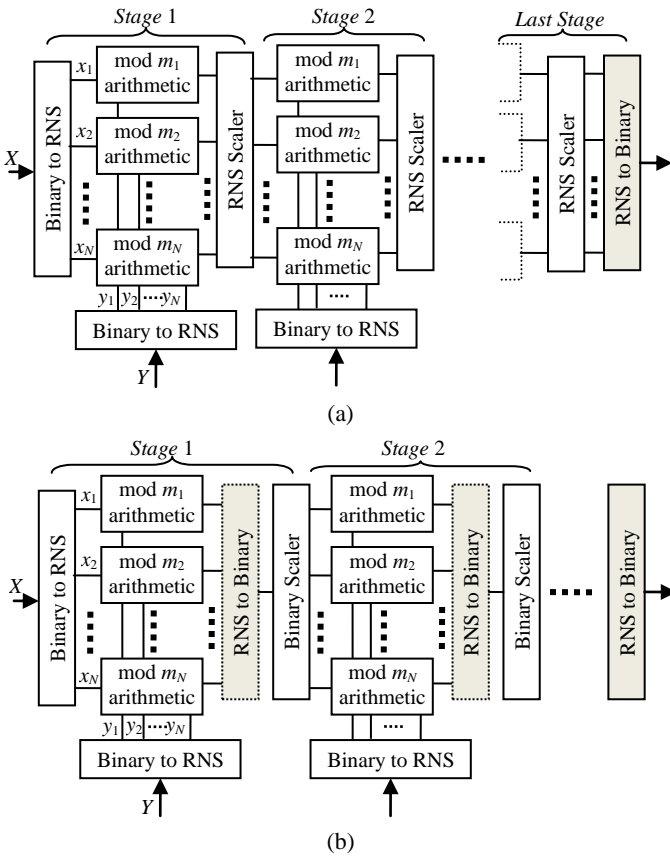 Stage 1
Stage 2
Last Stage
X
Binary to RNS
x1
x2
xN
mod m1
arithmetic
mod m2
arithmetic
mod mN
arithmetic
y1 y2 ....yN
Binary to RNS
Y
RNS Scaler
mod m1
arithmetic
mod m2
arithmetic
mod mN
arithmetic
....
Binary to RNS
RNS Scaler
RNS Scaler
RNS to Binary
(a)
Stage 1
Stage 2
X
Binary to RNS
x1
x2
xN
mod m1
arithmetic
mod m2
arithmetic
mod mN
arithmetic
y1 y2 ....yN
Binary to RNS
Y
RNS to Binary
Binary Scaler
mod m1
arithmetic
mod m2
arithmetic
mod mN
arithmetic
....
Binary to RNS
RNS to Binary
Binary Scaler
RNS to Binary
(b)